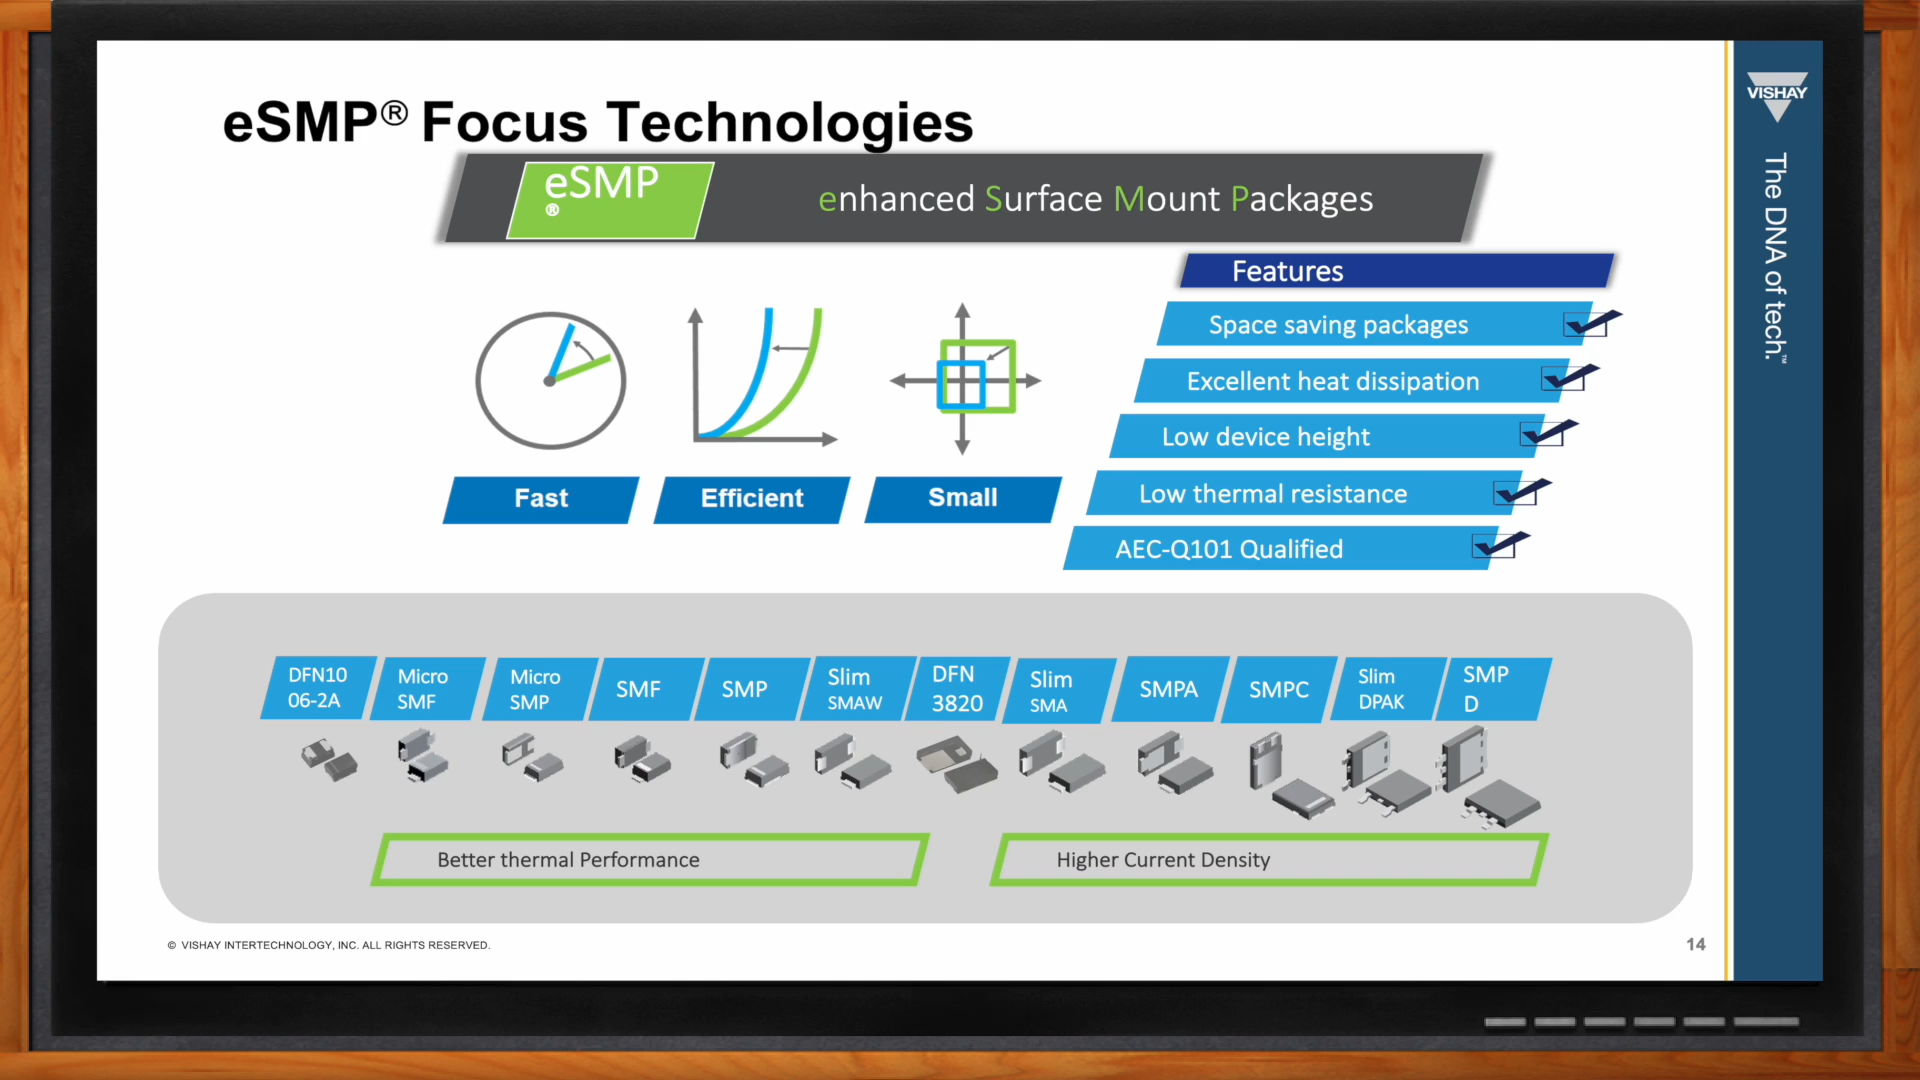 eSMP® Focus Technologies
eSMP
®
enhanced Surface Mount Packages
Features
Space saving packages
Excellent heat dissipation
Low device height
Low thermal resistance
AEC-Q101 Qualified
Fast
Efficient
Small
DFN10
06-2A
Micro
SMF
Micro
SMP
SMF
SMP
Slim
SMAW
DFN
3820
Slim
SMA
SMPA
SMPC
Slim
DPAK
SMP
D
Better thermal Performance
Higher Current Density
© VISHAY INTERTECHNOLOGY, INC. ALL RIGHTS RESERVED.
14
VISHAY
The DNA of tech.™